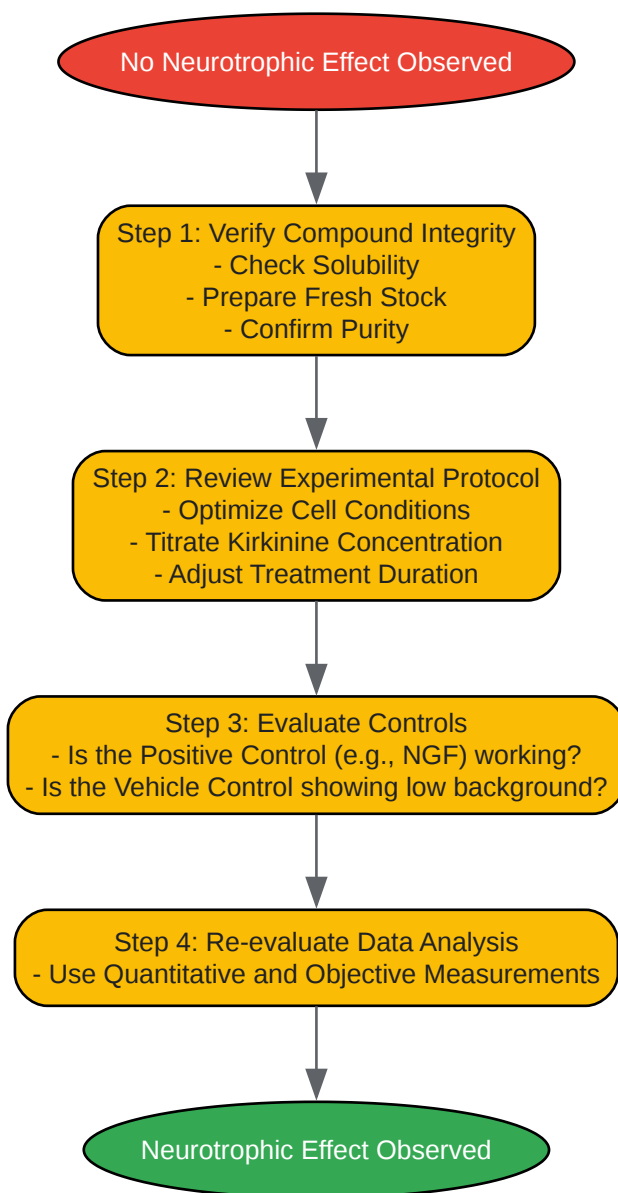 No Neurotrophic Effect Observed
Step 1: Verify Compound Integrity
- Check Solubility
- Prepare Fresh Stock
- Confirm Purity
Step 2: Review Experimental Protocol
- Optimize Cell Conditions
- Titrate Kirkinine Concentration
- Adjust Treatment Duration
Step 3: Evaluate Controls
- Is the Positive Control (e.g., NGF) working?
- Is the Vehicle Control showing low background?
Step 4: Re-evaluate Data Analysis
- Use Quantitative and Objective Measurements
Neurotrophic Effect Observed